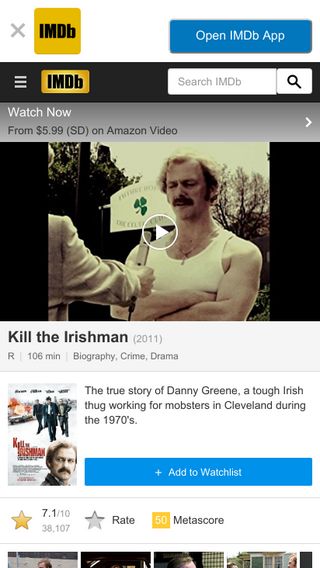 IMDb
Open IMDb App
IMDb
Search IMDb
Watch Now
From $5.99 (SD) on Amazon Video
Kill the Irishman (2011)
R | 106 min | Biography, Crime, Drama
The true story of Danny Greene, a tough Irish
thug working for mobsters in Cleveland during
the 1970's.
KILL THE
IRISHMAN
+ Add to Watchlist
7.1/10
38,107
Rate
50 Metascore